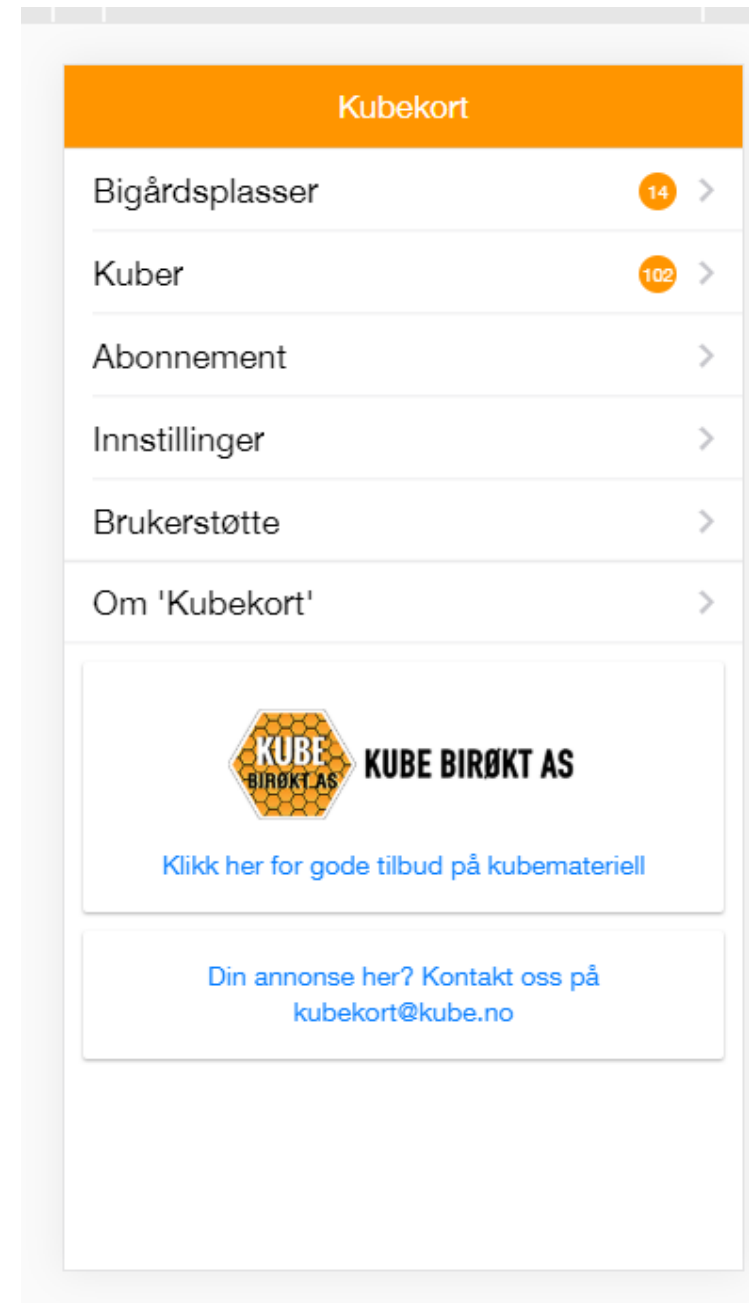 Kubekort
Bigårdsplasser 14
Kuber 102
Abonnement
Innstillinger
Brukerstøtte
Om 'Kubekort'
KUBE
BIRØKT AS
KUBE BIRØKT AS
Klikk her for gode tilbud på kubemateriell
Din annonse her? Kontakt oss på
kubekort@kube.no